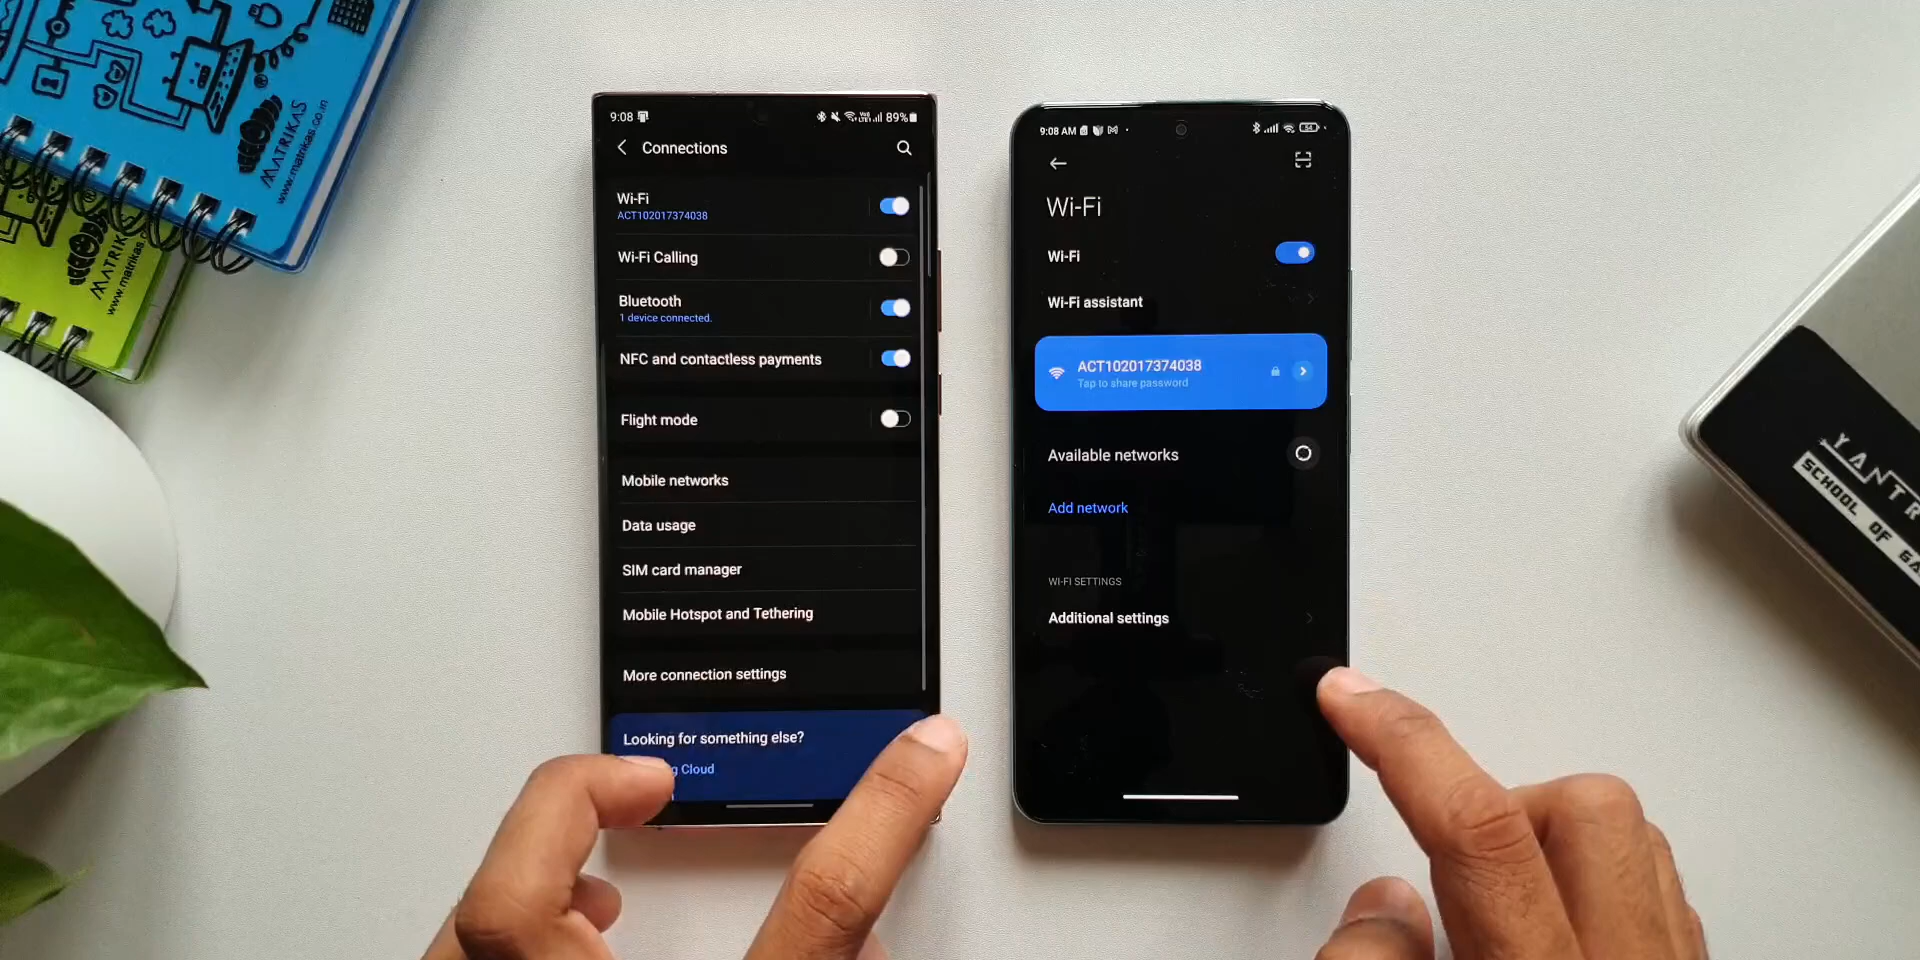 MATRIKAS
www.matrikas.co.in
9:08
89%
Connections
Wi-Fi
ACT102017374038
Wi-Fi Calling
Bluetooth
1 device connected.
NFC and contactless payments
Flight mode
Mobile networks
Data usage
SIM card manager
Mobile Hotspot and Tethering
More connection settings
Looking for something else?
g Cloud
9:08 AM
54
Wi-Fi
Wi-Fi
Wi-Fi assistant
ACT102017374038
Tap to share password
Available networks
Add network
WI-FI SETTINGS
Additional settings
YANTR
SCHOOL OF GA